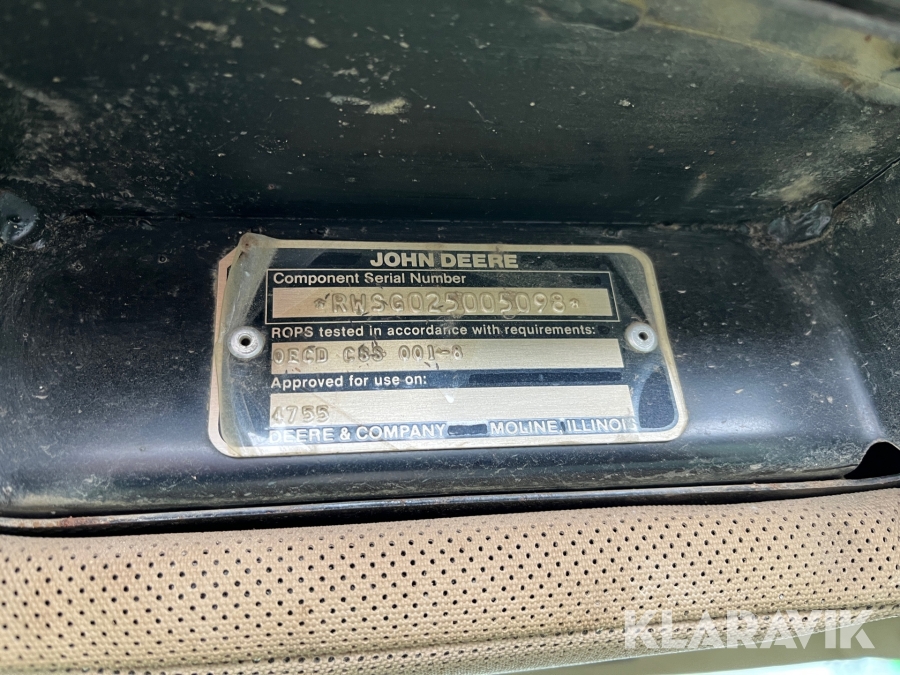 JOHN DEERE
Component Serial Number
*RWSG025005098*
ROPS tested in accordance with requirements:
OECD CSS 001-8
Approved for use on:
4755
DEERE & COMPANY MOLINE, ILLINOIS
KLARAVIK